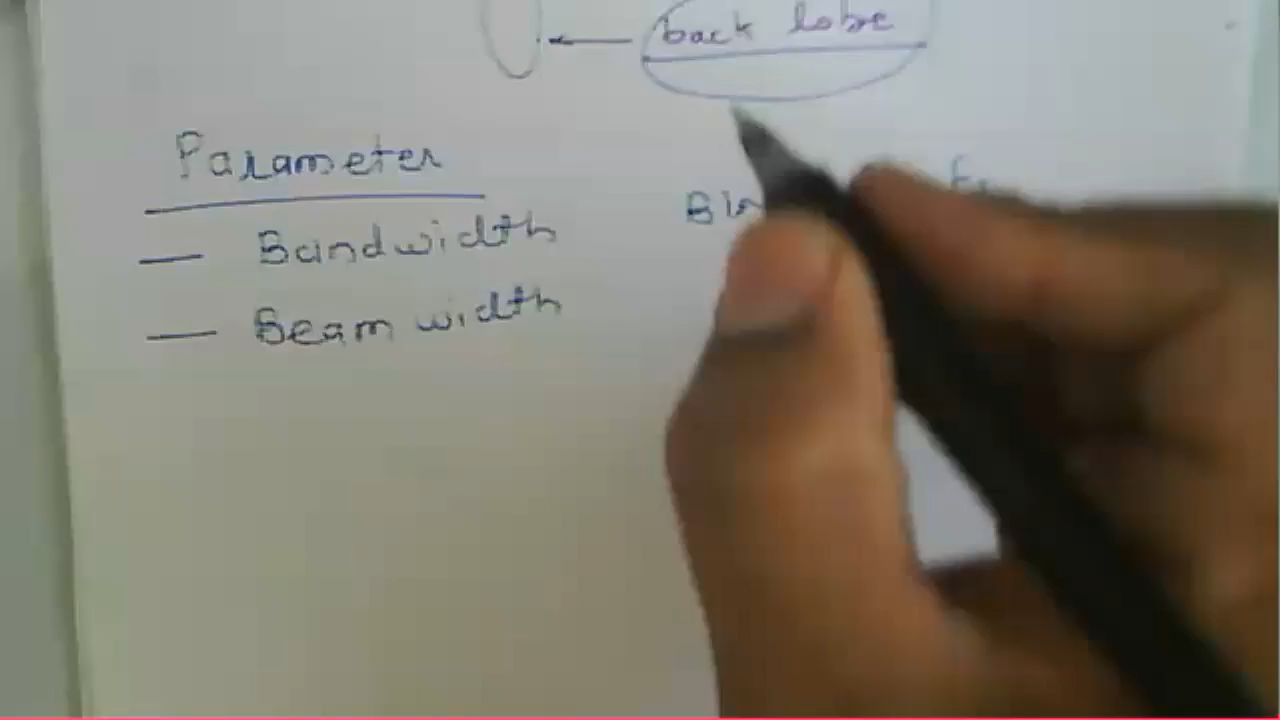 back lobe
Parameter
— Bandwidth
— Beam width